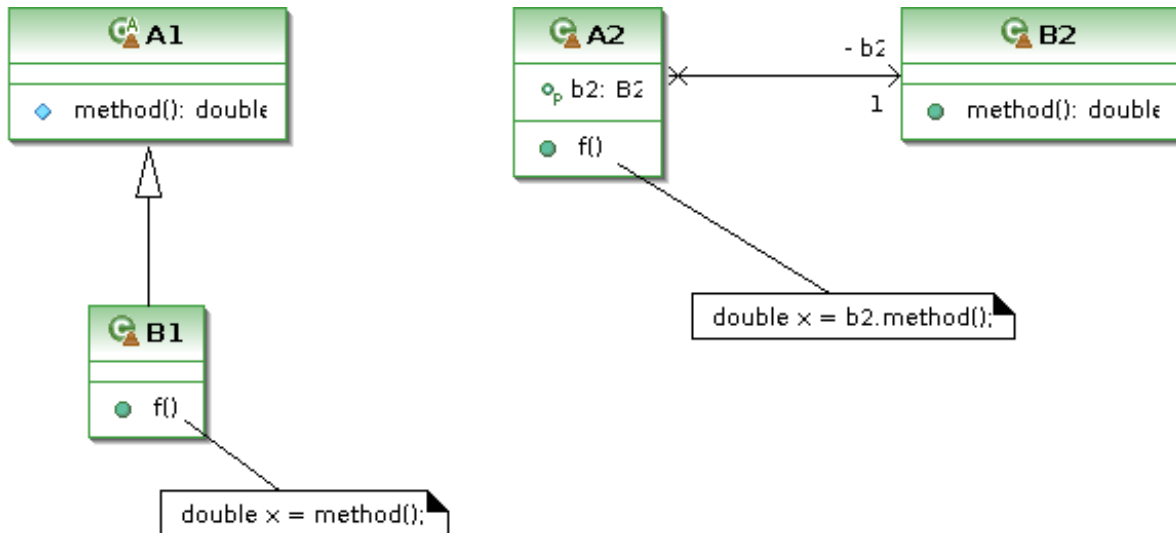 A1
method(): double
B1
f()
double x = method();
A2
b2: B2
f()
- b2
1
B2
method(): double
double x = b2.method();